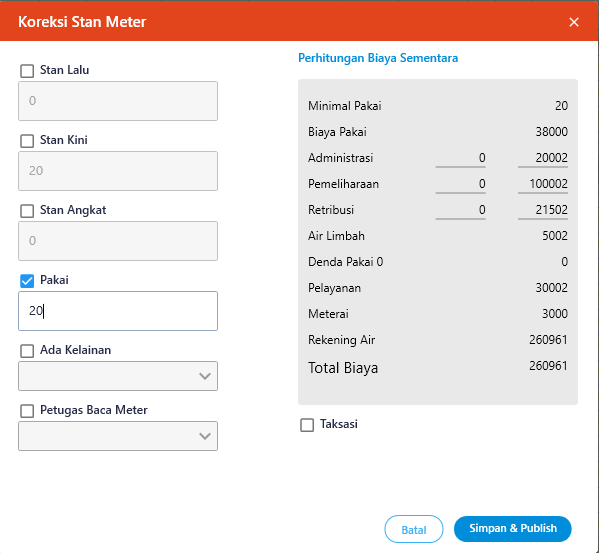 Koreksi Stan Meter
Stan Lalu
0
Stan Kini
20
Stan Angkat
0
Pakai
20
Ada Kelainan
Petugas Baca Meter
Perhitungan Biaya Sementara
Minimal Pakai 20
Biaya Pakai 38000
Administrasi 0 20002
Pemeliharaan 0 100002
Retribusi 0 21502
Air Limbah 5002
Denda Pakai 0 0
Pelayanan 30002
Meterai 3000
Rekening Air 260961
Total Biaya 260961
Taksasi
Batal Simpan & Publish